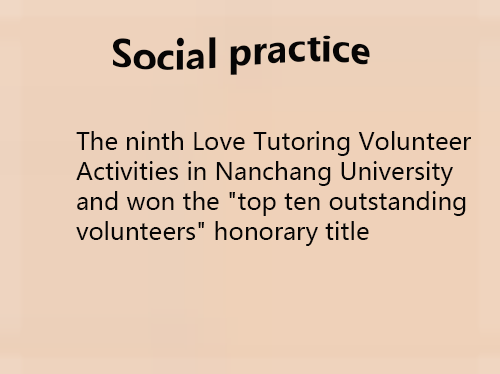 Social practice
The ninth Love Tutoring Volunteer
Activities in Nanchang University
and won the "top ten outstanding
volunteers" honorary title